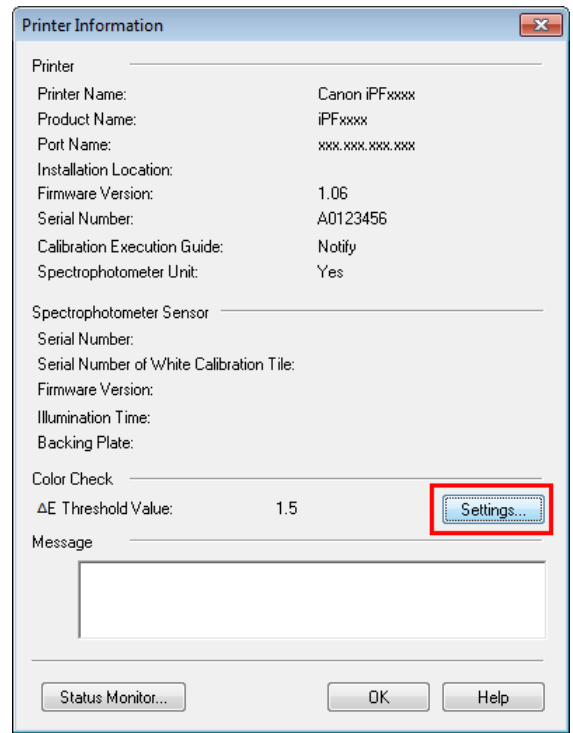 Printer Information
Printer
Printer Name: Canon iPFxxxx
Product Name: iPFxxxx
Port Name: xxx.xxx.xxx.xxx
Installation Location:
Firmware Version: 1.06
Serial Number: A0123456
Calibration Execution Guide: Notify
Spectrophotometer Unit: Yes
Spectrophotometer Sensor
Serial Number:
Serial Number of White Calibration Tile:
Firmware Version:
Illumination Time:
Backing Plate:
Color Check
ΔE Threshold Value: 1.5 Settings...
Message
Status Monitor... OK Help